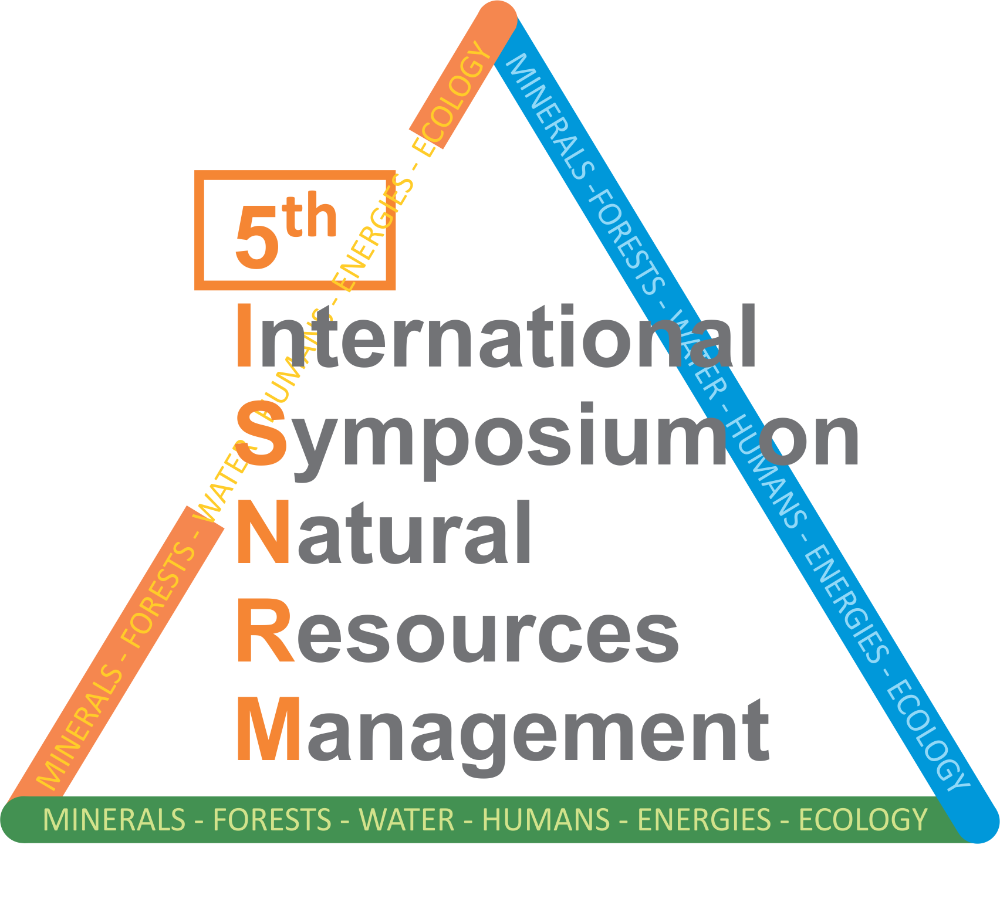 5th
International
Symposium on
Natural
Resources
Management
MINERALS - FORESTS - WATER - HUMANS - ENERGIES - ECOLOGY
MINERALS -FORESTS - WATER - HUMANS - ENERGIES - ECOLOGY
MINERALS - FORESTS - WATER - HUMANS - ENERGIES - ECOLOGY